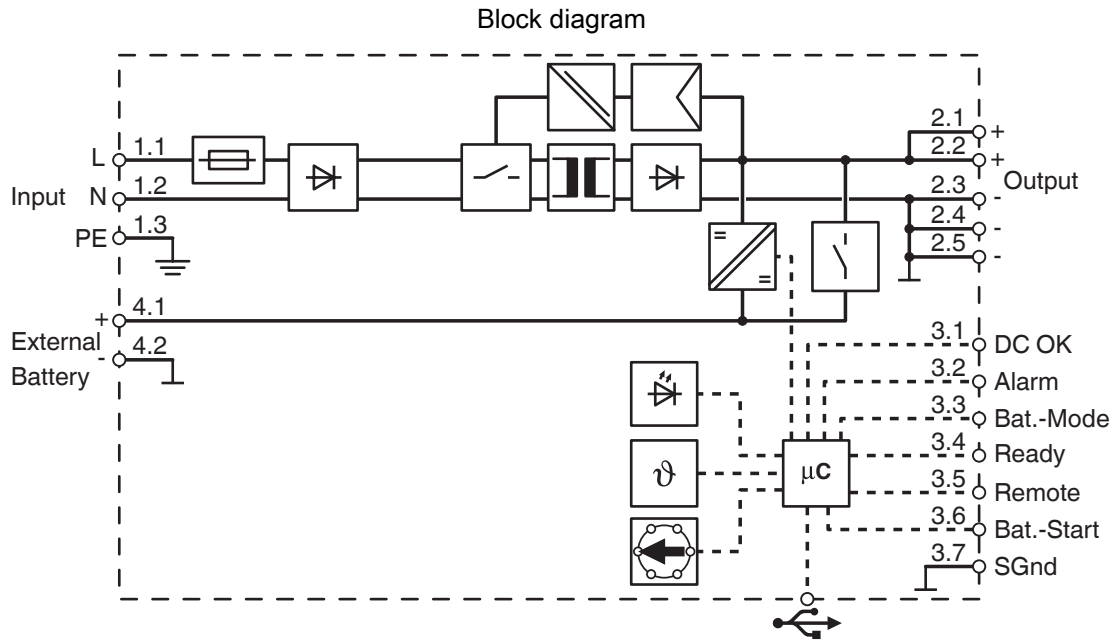 Block diagram
L 1.1
Input N 1.2
PE 1.3
+ 4.1
External
Battery
- 4.2
=
=
2.1 +
2.2 +
Output
2.3 -
2.4 -
2.5 -
ϑ
µC
3.1 DC OK
3.2 Alarm
3.3 Bat.-Mode
3.4 Ready
3.5 Remote
3.6 Bat.-Start
3.7 SGnd